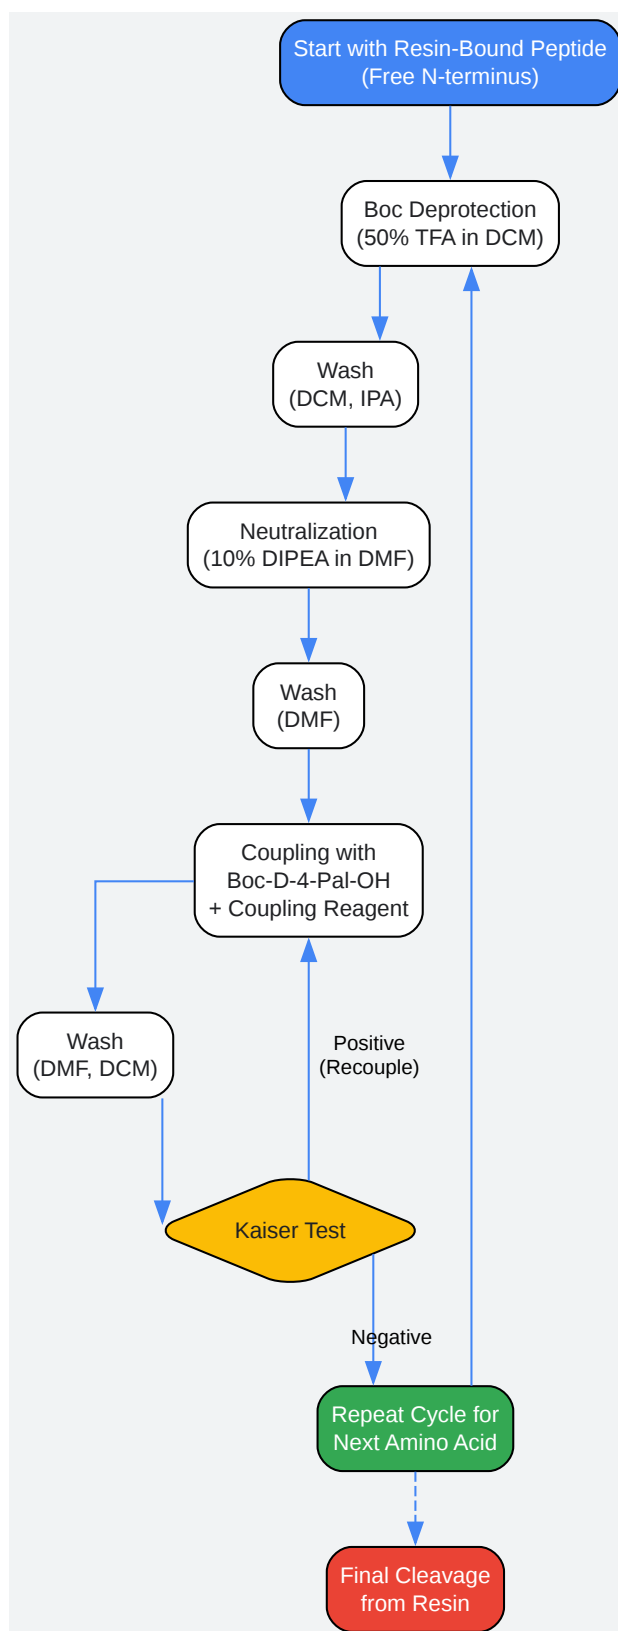 Start with Resin-Bound Peptide
(Free N-terminus)
Boc Deprotection
(50% TFA in DCM)
Wash
(DCM, IPA)
Neutralization
(10% DIPEA in DMF)
Wash
(DMF)
Coupling with
Boc-D-4-Pal-OH
+ Coupling Reagent
Wash
(DMF, DCM)
Positive
(Recouple)
Kaiser Test
Negative
Repeat Cycle for
Next Amino Acid
Final Cleavage
from Resin